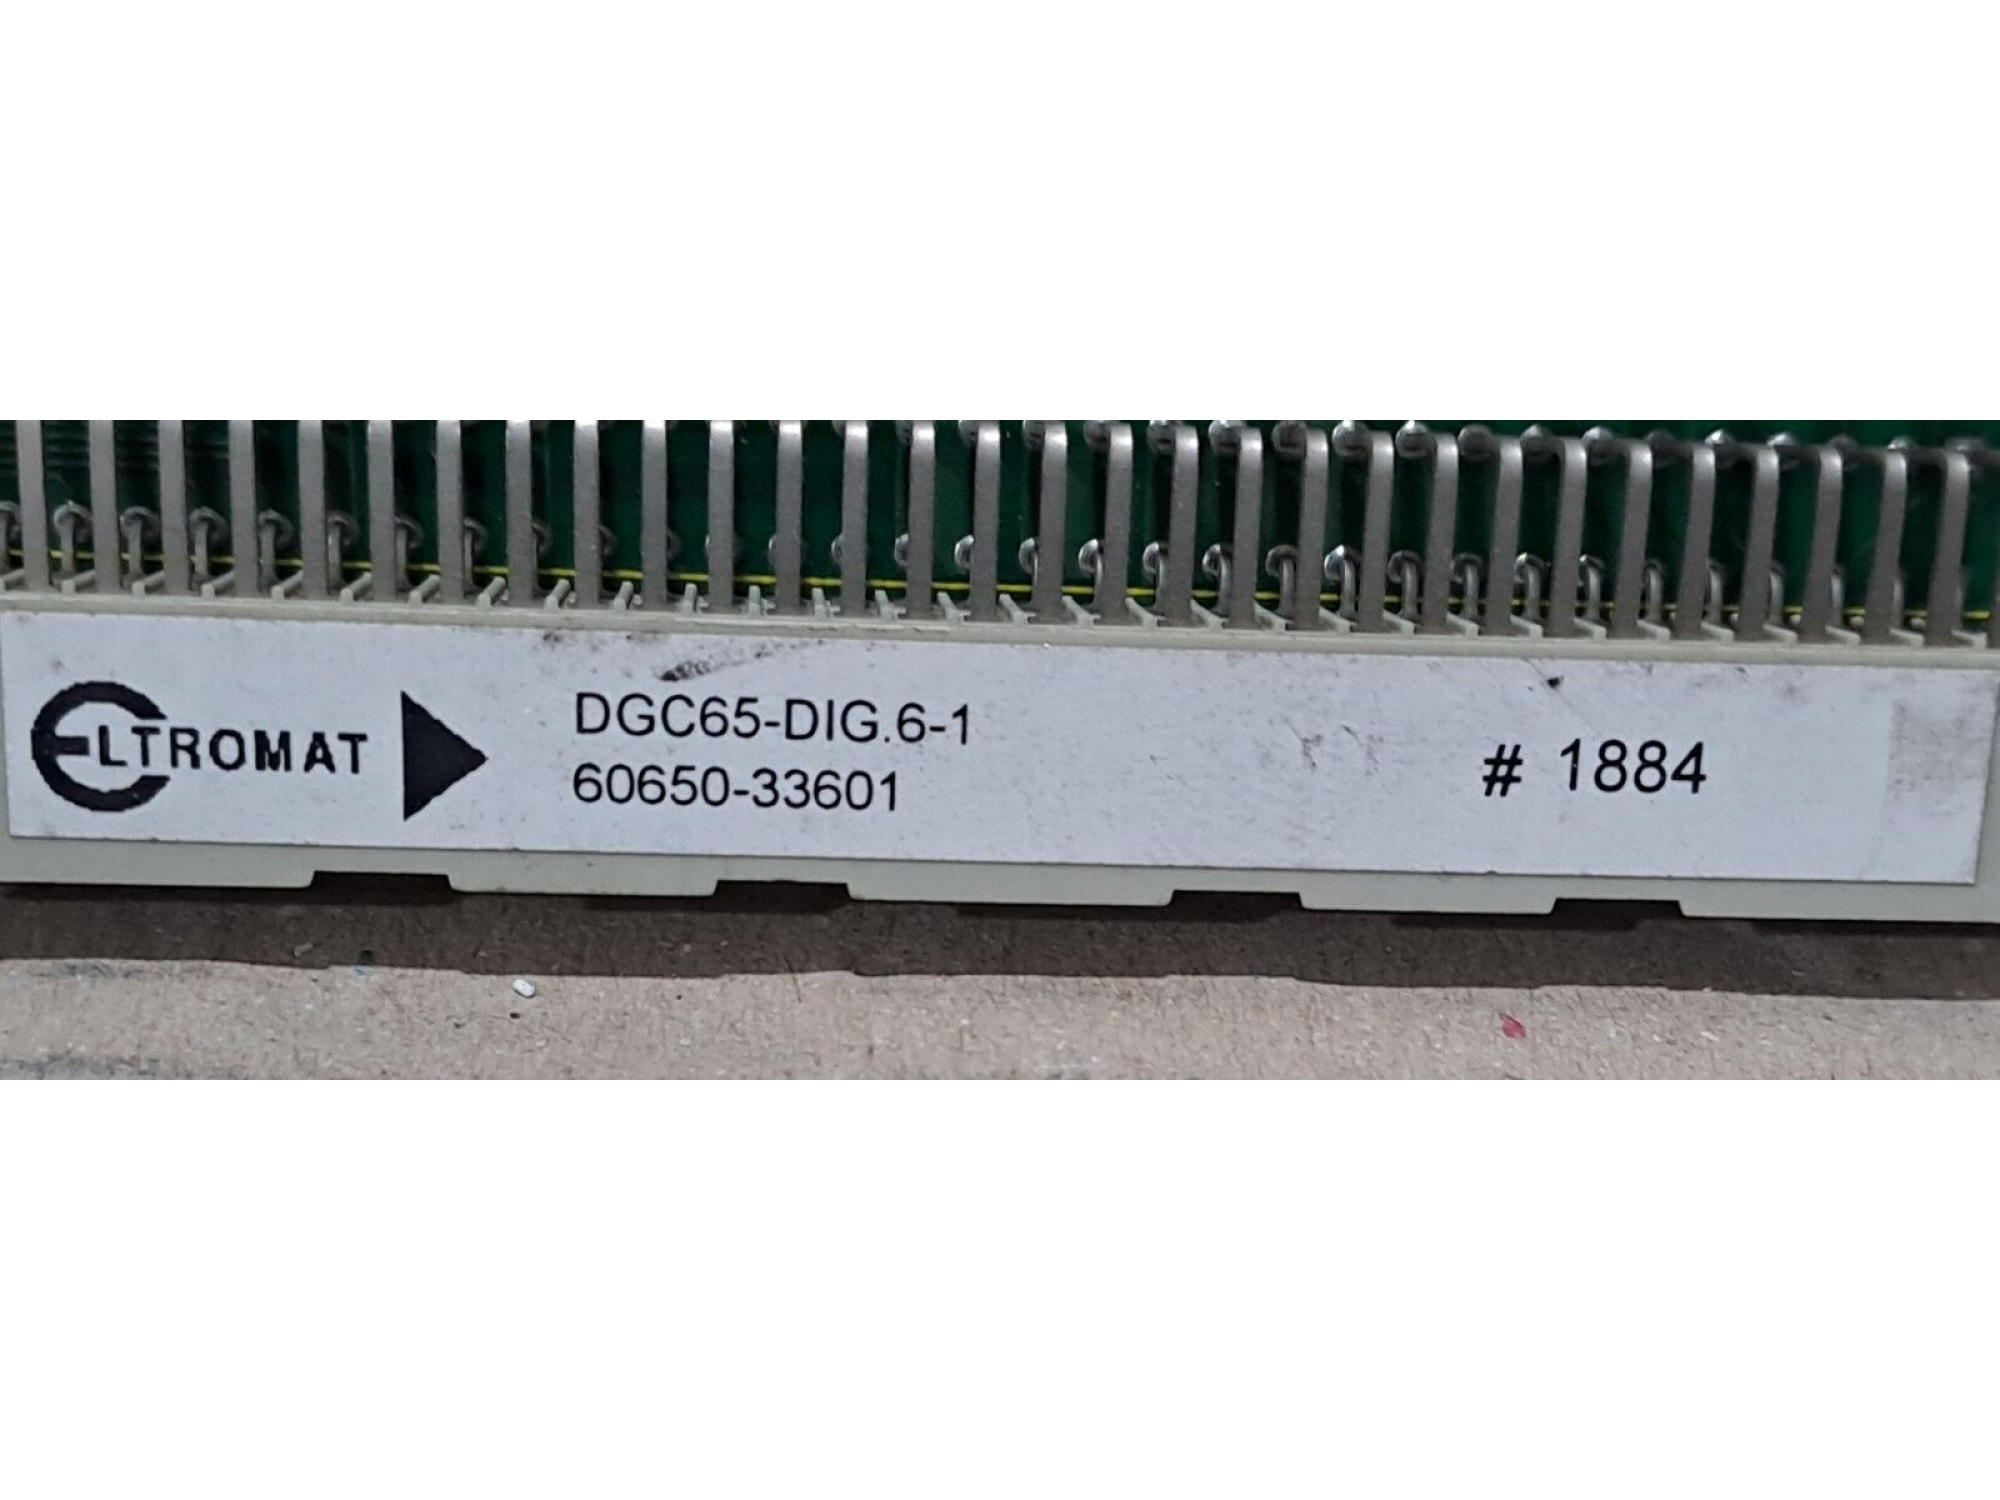 ELTROMAT
DGC65-DIG.6-1
60650-33601
# 1884